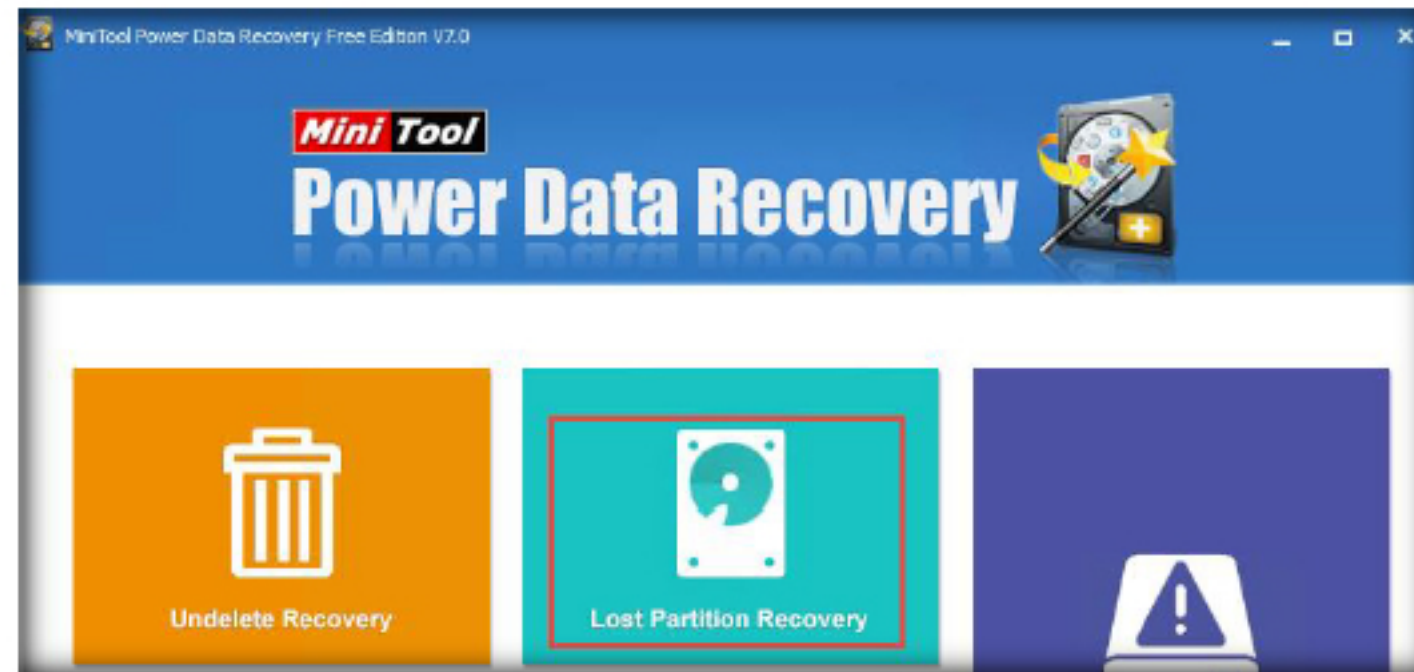 MiniTool Power Data Recovery Free Edition V7.0
Mini Tool
Power Data Recovery
Undelete Recovery
Lost Partition Recovery